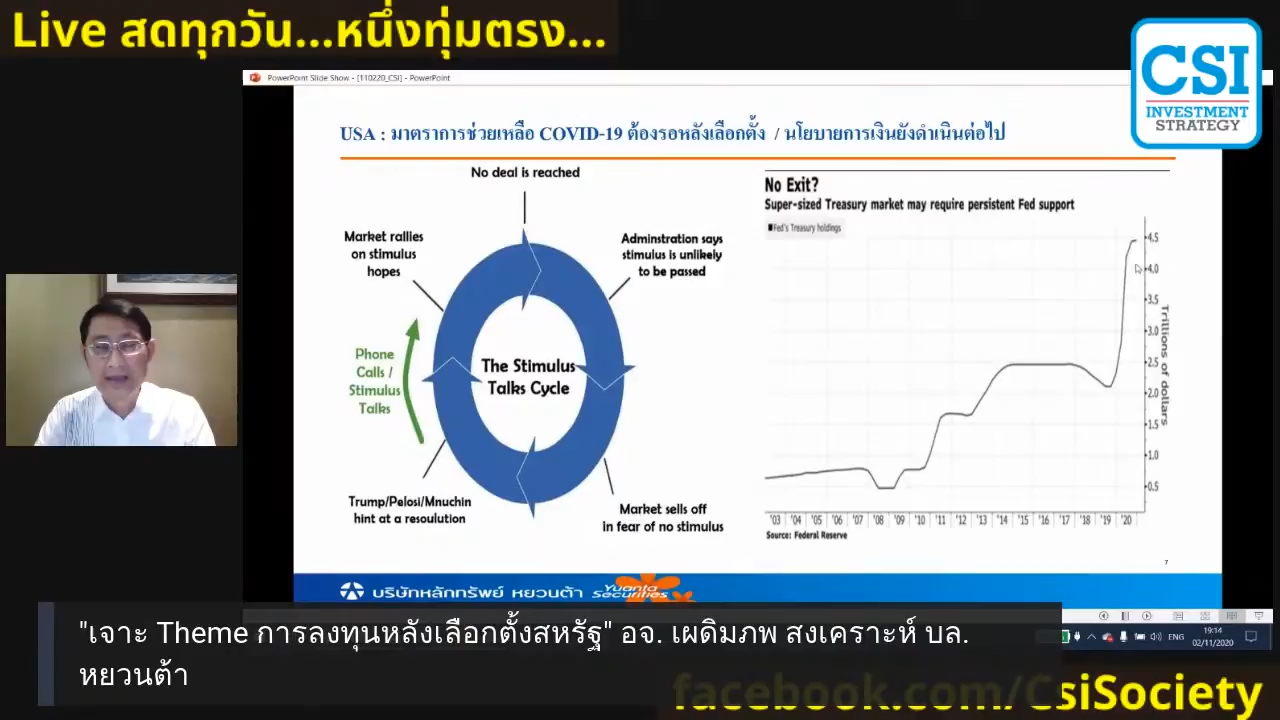 Live สดทุกวัน...หนึ่งทุ่มตรง...
CSI
INVESTMENT
STRATEGY
PowerPoint Slide Show - [110220_CSI] - PowerPoint
USA : มาตราการช่วยเหลือ COVID-19 ต้องรอหลังเลือกตั้ง / นโยบายการเงินยังดำเนินต่อไป
No deal is reached
Market rallies
on stimulus
hopes
Adminstration says
stimulus is unlikely
to be passed
Phone
Calls /
Stimulus
Talks
The Stimulus
Talks Cycle
Trump/Pelosi/Mnuchin
hint at a resoulution
Market sells off
in fear of no stimulus
No Exit?
Super-sized Treasury market may require persistent Fed support
Fed's Treasury holdings
4.5
4.0
3.5
3.0
2.5
2.0
1.5
1.0
0.5
Trillions of dollars
'03 '04 '05 '06 '07 '08 '09 '10 '11 '12 '13 '14 '15 '16 '17 '18 '19 '20
Source: Federal Reserve
7
บริษัทหลักทรัพย์ หยวนต้า Yuanta securities
ENG
19:14
02/11/2020
"เจาะ Theme การลงทุนหลังเลือกตั้งสหรัฐ" อจ. เผดิมภพ สงเคราะห์ บล.
หยวนต้า
facebook.com/CsiSociety